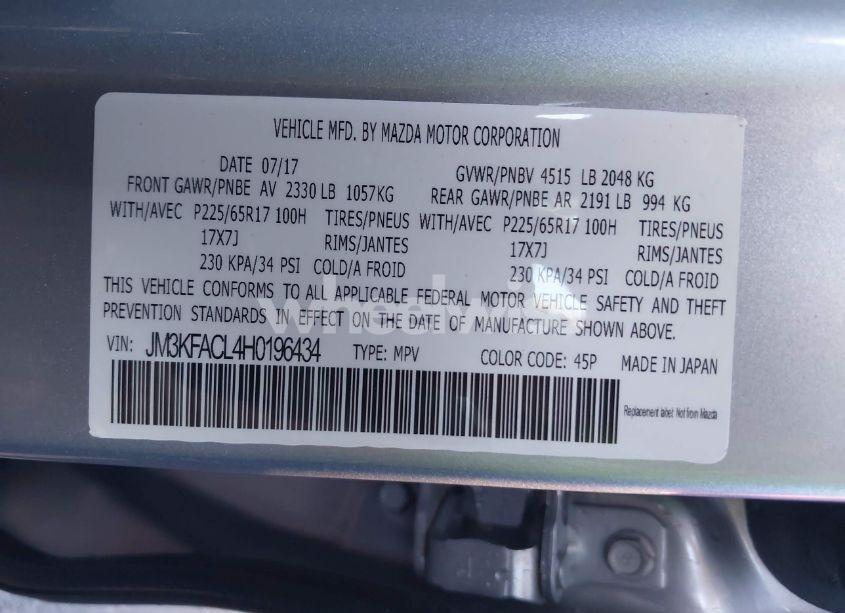 VEHICLE MFD. BY MAZDA MOTOR CORPORATION
DATE 07/17 GVWR/PNBV 4515 LB 2048 KG
FRONT GAWR/PNBE AV 2330 LB 1057KG REAR GAWR/PNBE AR 2191 LB 994 KG
WITH/AVEC P225/65R17 100H TIRES/PNEUS WITH/AVEC P225/65R17 100H TIRES/PNEUS
17X7J RIMS/JANTES 17X7J RIMS/JANTES
230 KPA/34 PSI COLD/A FROID 230 KPA/34 PSI COLD/A FROID
THIS VEHICLE CONFORMS TO ALL APPLICABLE FEDERAL MOTOR VEHICLE SAFETY AND THEFT
PREVENTION STANDARDS IN EFFECT ON THE DATE OF MANUFACTURE SHOWN ABOVE.
VIN: JM3KFACL4H0196434 TYPE: MPV COLOR CODE: 45P MADE IN JAPAN
Replacement label: Not from Mazda